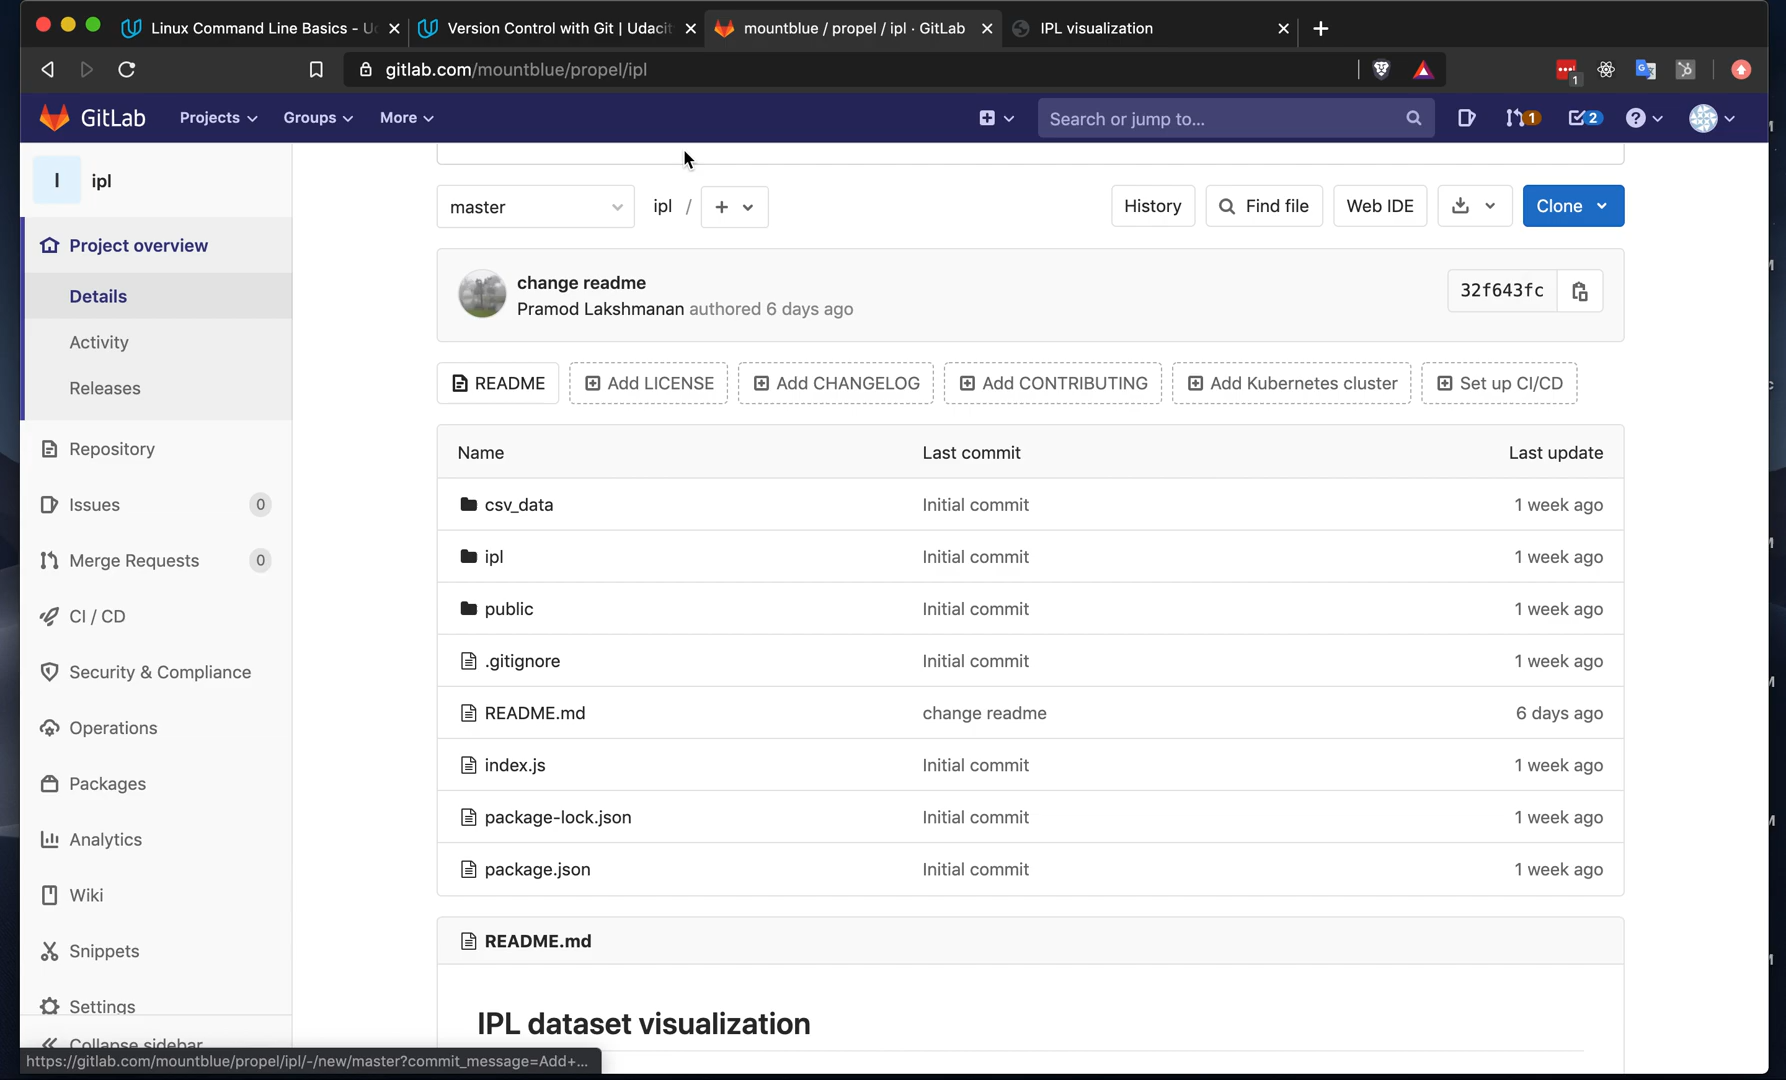 Linux Command Line Basics - Uc
Version Control with Git | Udacit
mountblue / propel / ipl · GitLab
IPL visualization
gitlab.com/mountblue/propel/ipl
1
GitLab
Projects
Groups
More
Search or jump to...
1
2
I
ipl
Project overview
Details
Activity
Releases
Repository
Issues
0
Merge Requests
0
CI / CD
Security & Compliance
Operations
Packages
Analytics
Wiki
Snippets
Settings
Collapse sidebar
master
ipl /
History
Find file
Web IDE
Clone
change readme
Pramod Lakshmanan authored 6 days ago
32f643fc
README
Add LICENSE
Add CHANGELOG
Add CONTRIBUTING
Add Kubernetes cluster
Set up CI/CD
Name Last commit Last update
csv_data Initial commit 1 week ago
ipl Initial commit 1 week ago
public Initial commit 1 week ago
.gitignore Initial commit 1 week ago
README.md change readme 6 days ago
index.js Initial commit 1 week ago
package-lock.json Initial commit 1 week ago
package.json Initial commit 1 week ago
README.md
IPL dataset visualization
https://gitlab.com/mountblue/propel/ipl/-/new/master?commit_message=Add+...